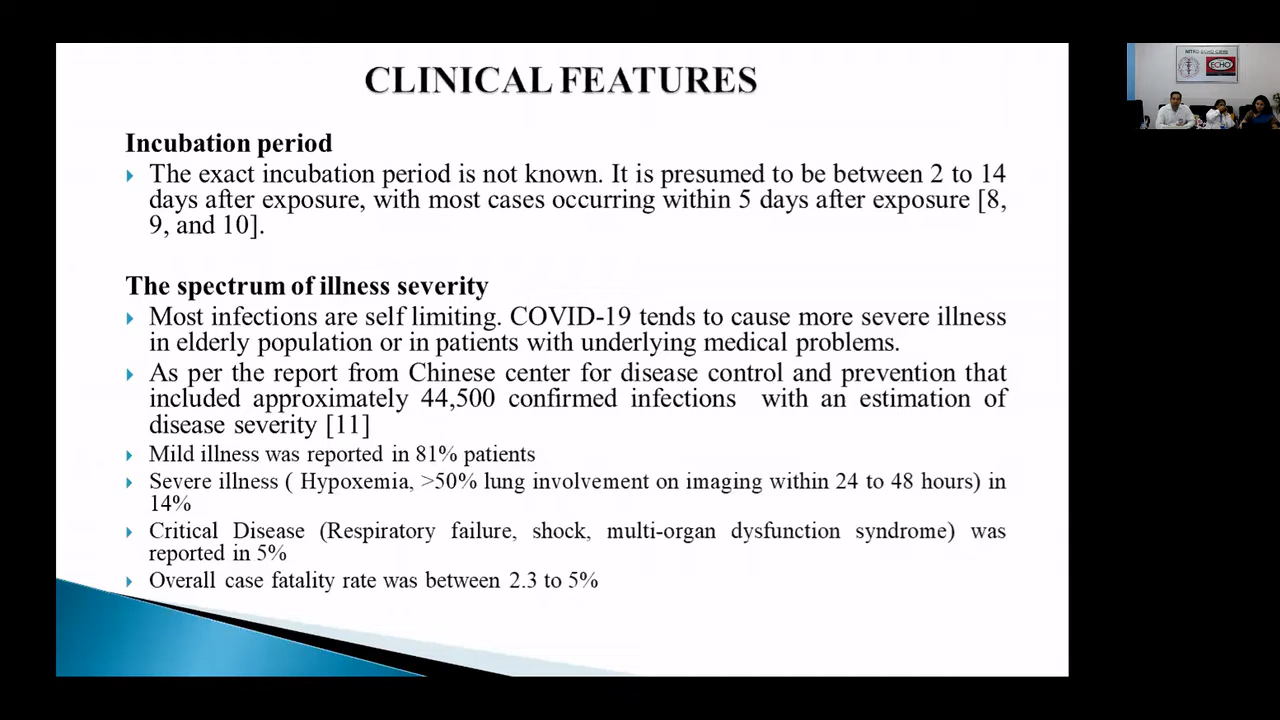 CLINICAL FEATURES
Incubation period
The exact incubation period is not known. It is presumed to be between 2 to 14
days after exposure, with most cases occurring within 5 days after exposure [8,
9, and 10].
The spectrum of illness severity
Most infections are self limiting. COVID-19 tends to cause more severe illness
in elderly population or in patients with underlying medical problems.
As per the report from Chinese center for disease control and prevention that
included approximately 44,500 confirmed infections with an estimation of
disease severity [11]
Mild illness was reported in 81% patients
Severe illness ( Hypoxemia, >50% lung involvement on imaging within 24 to 48 hours) in
14%
Critical Disease (Respiratory failure, shock, multi-organ dysfunction syndrome) was
reported in 5%
Overall case fatality rate was between 2.3 to 5%
ECHO